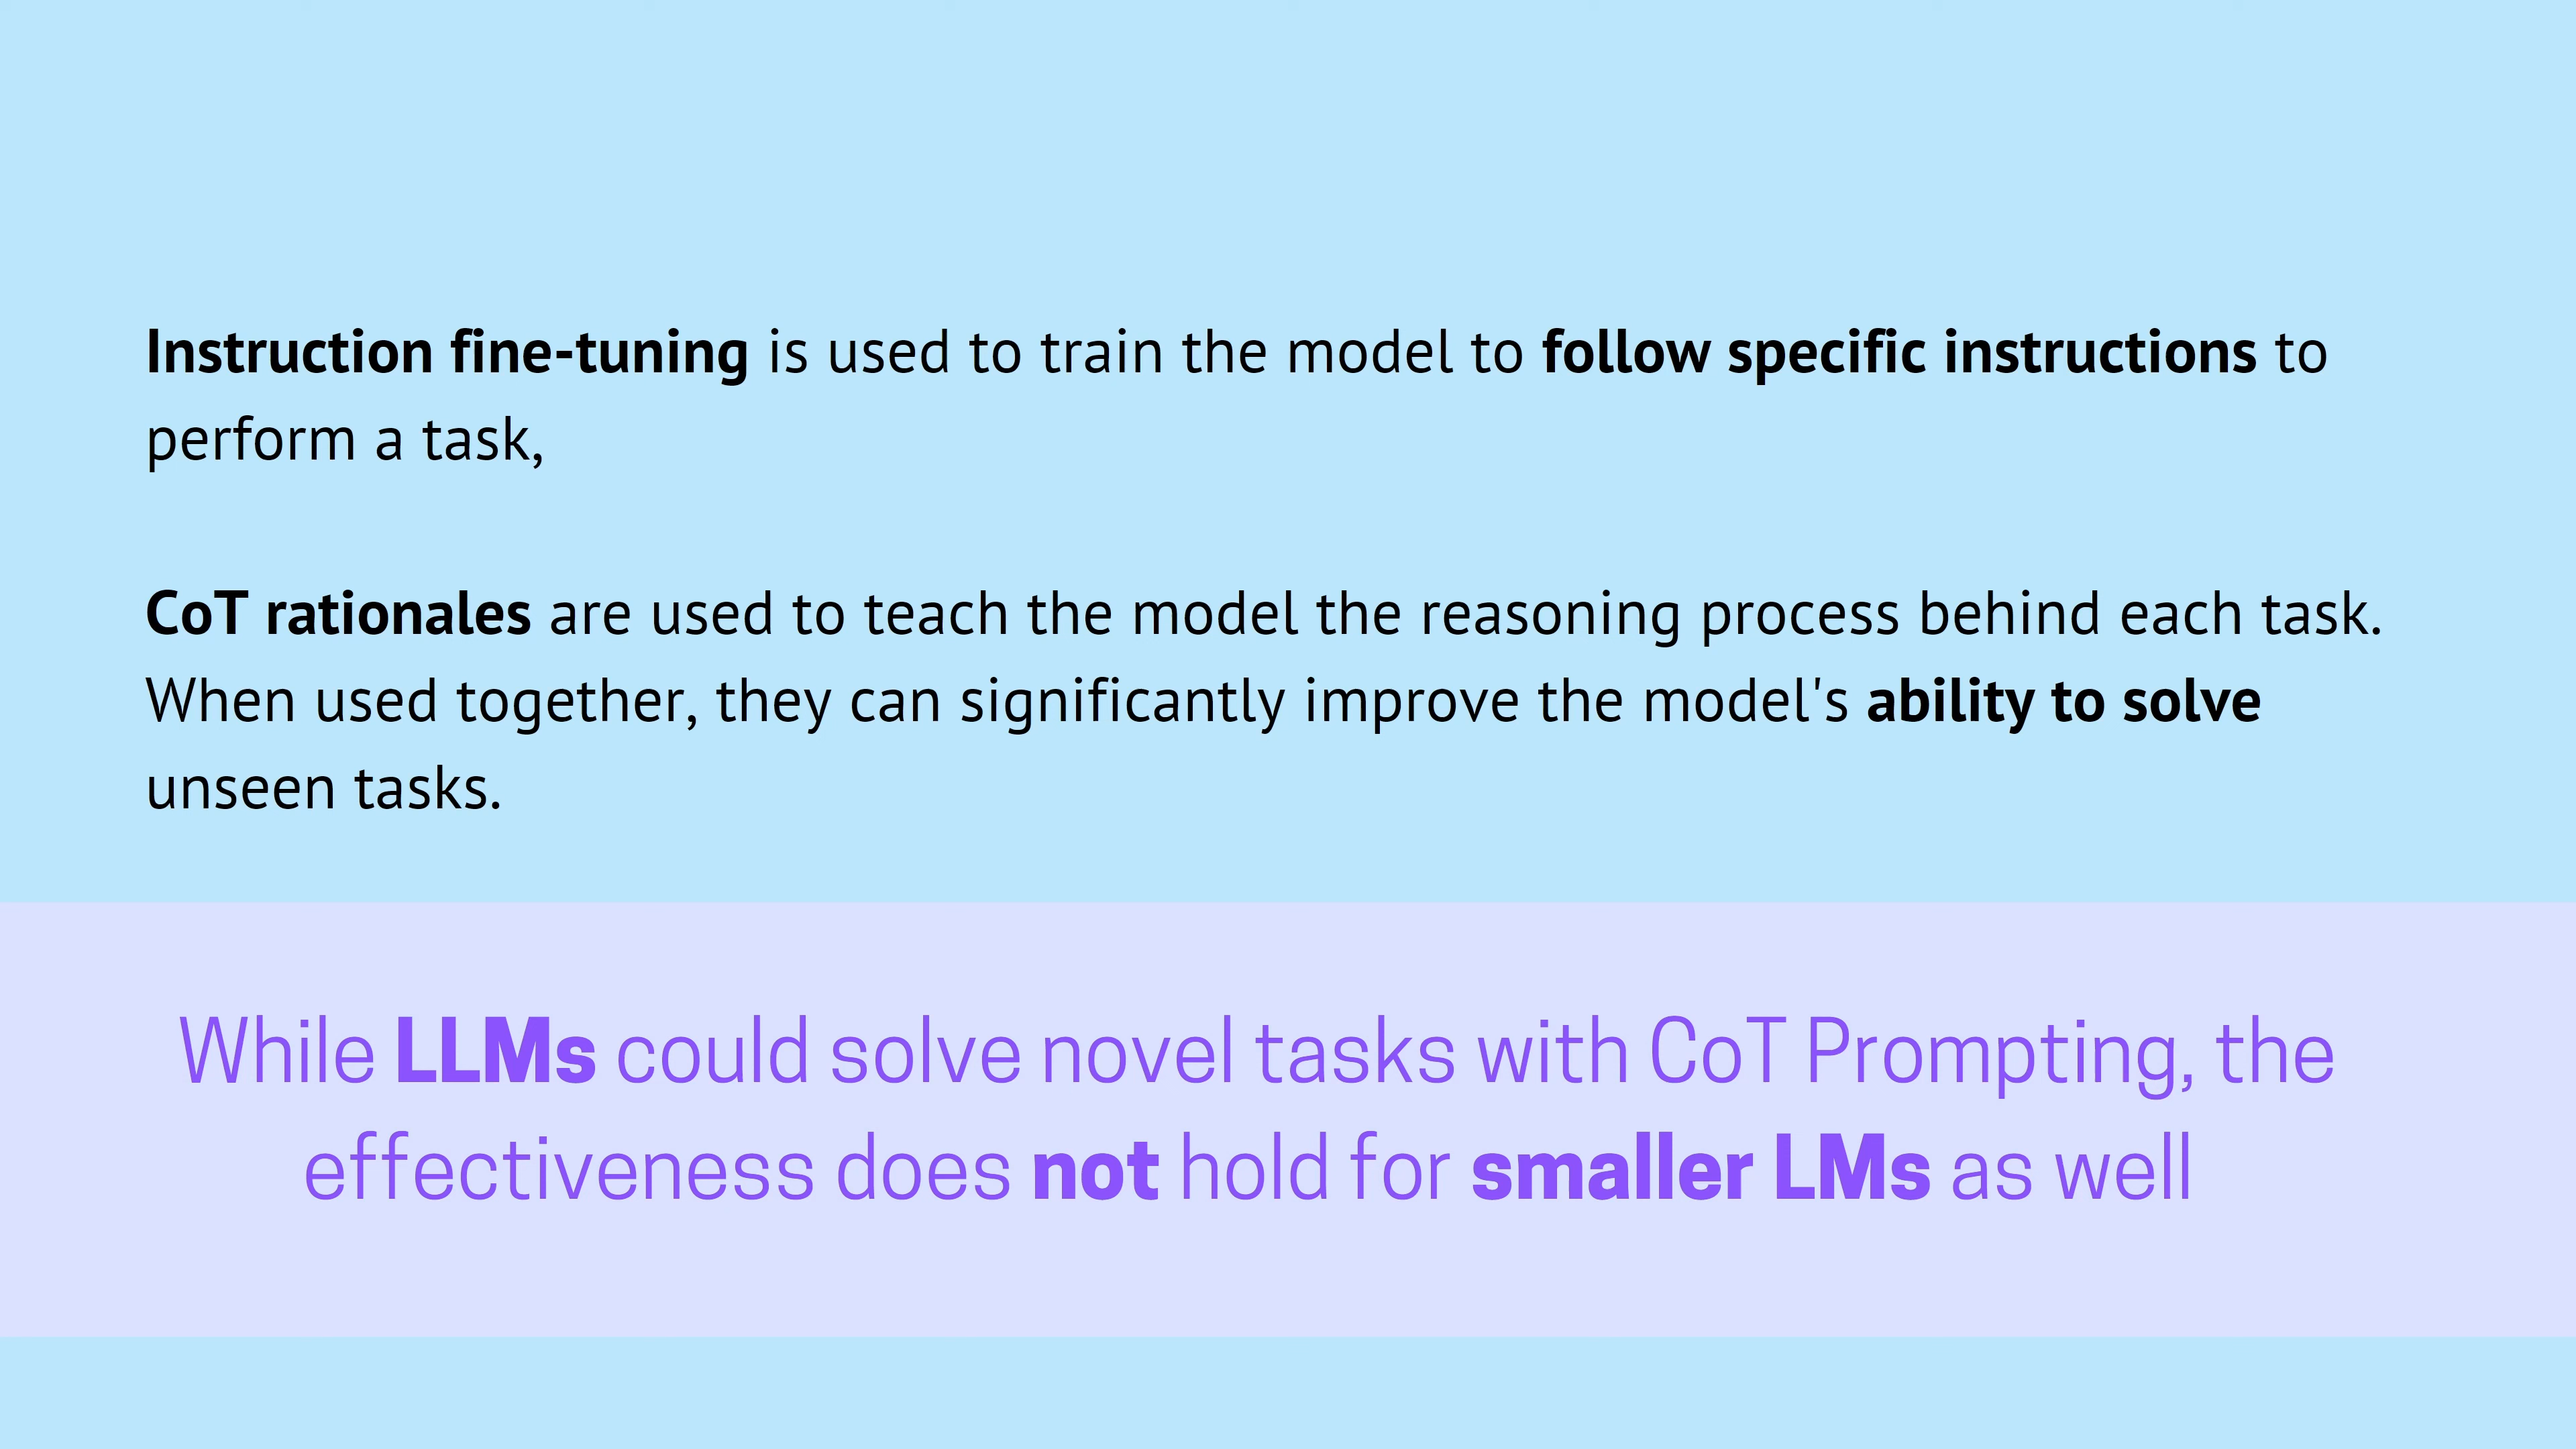 Instruction fine-tuning is used to train the model to follow specific instructions to
perform a task,
CoT rationales are used to teach the model the reasoning process behind each task.
When used together, they can significantly improve the model's ability to solve
unseen tasks.
While LLMs could solve novel tasks with CoT Prompting, the
effectiveness does not hold for smaller LMs as well